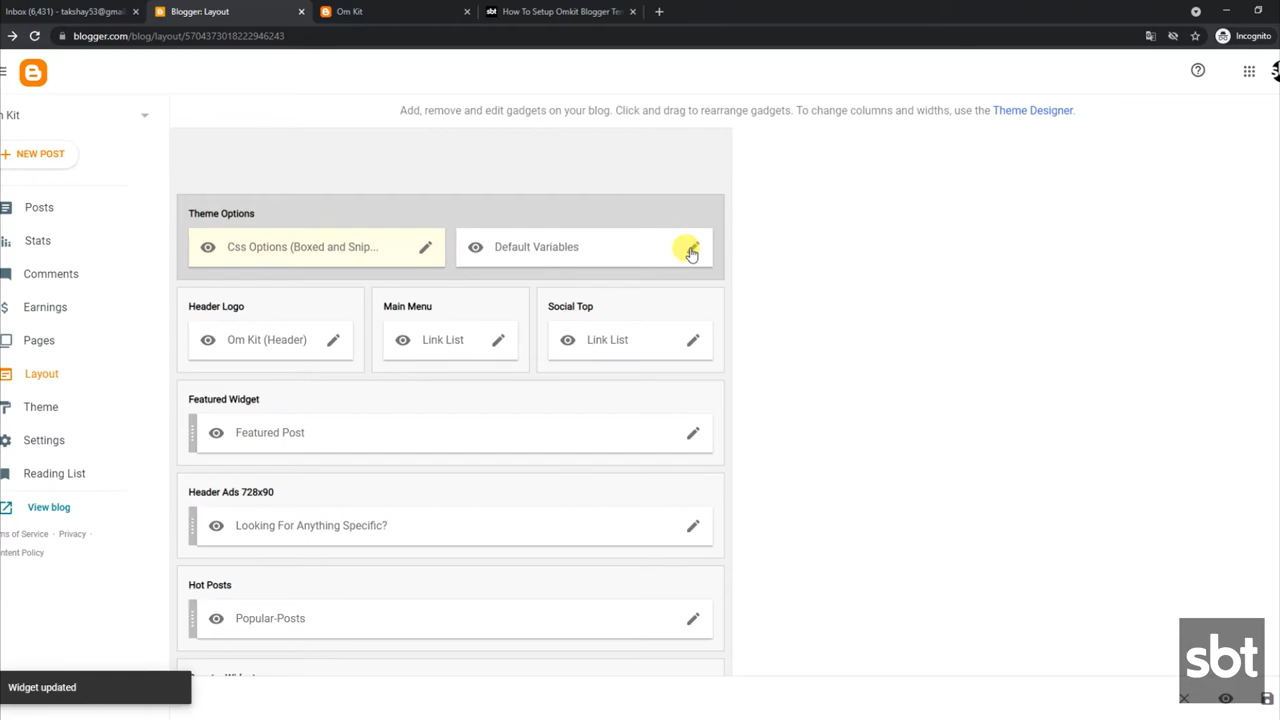 Inbox (6,431) - takshay53@gmail
Blogger: Layout
Om Kit
How To Setup Omkit Blogger Ten
blogger.com/blog/layout/5704373018222946243
Incognito
Add, remove and edit gadgets on your blog. Click and drag to rearrange gadgets. To change columns and widths, use the Theme Designer.
m Kit
NEW POST
Posts
Stats
Comments
Earnings
Pages
Layout
Theme
Settings
Reading List
View blog
ms of Service · Privacy ·
ontent Policy
Theme Options
Css Options (Boxed and Snip...
Default Variables
Header Logo
Main Menu
Social Top
Om Kit (Header)
Link List
Link List
Featured Widget
Featured Post
Header Ads 728x90
Looking For Anything Specific?
Hot Posts
Popular-Posts
Widget updated
sbt